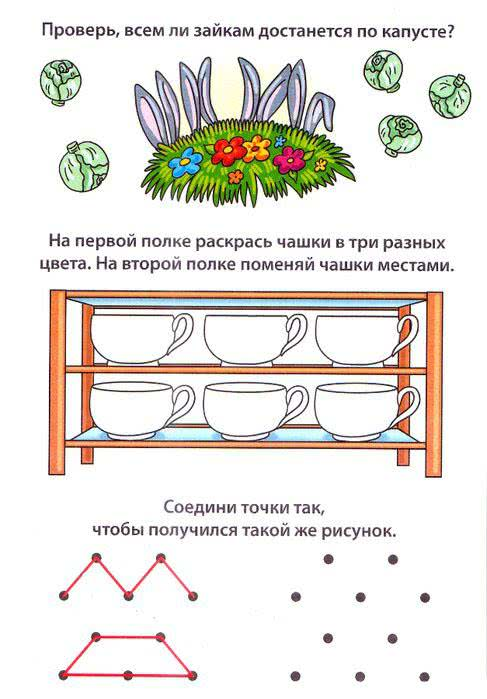 Проверь, всем ли зайкам достанется по капусте?
На первой полке раскрась чашки в три разных
цвета. На второй полке поменяй чашки местами.
Соедини точки так,
чтобы получился такой же рисунок.